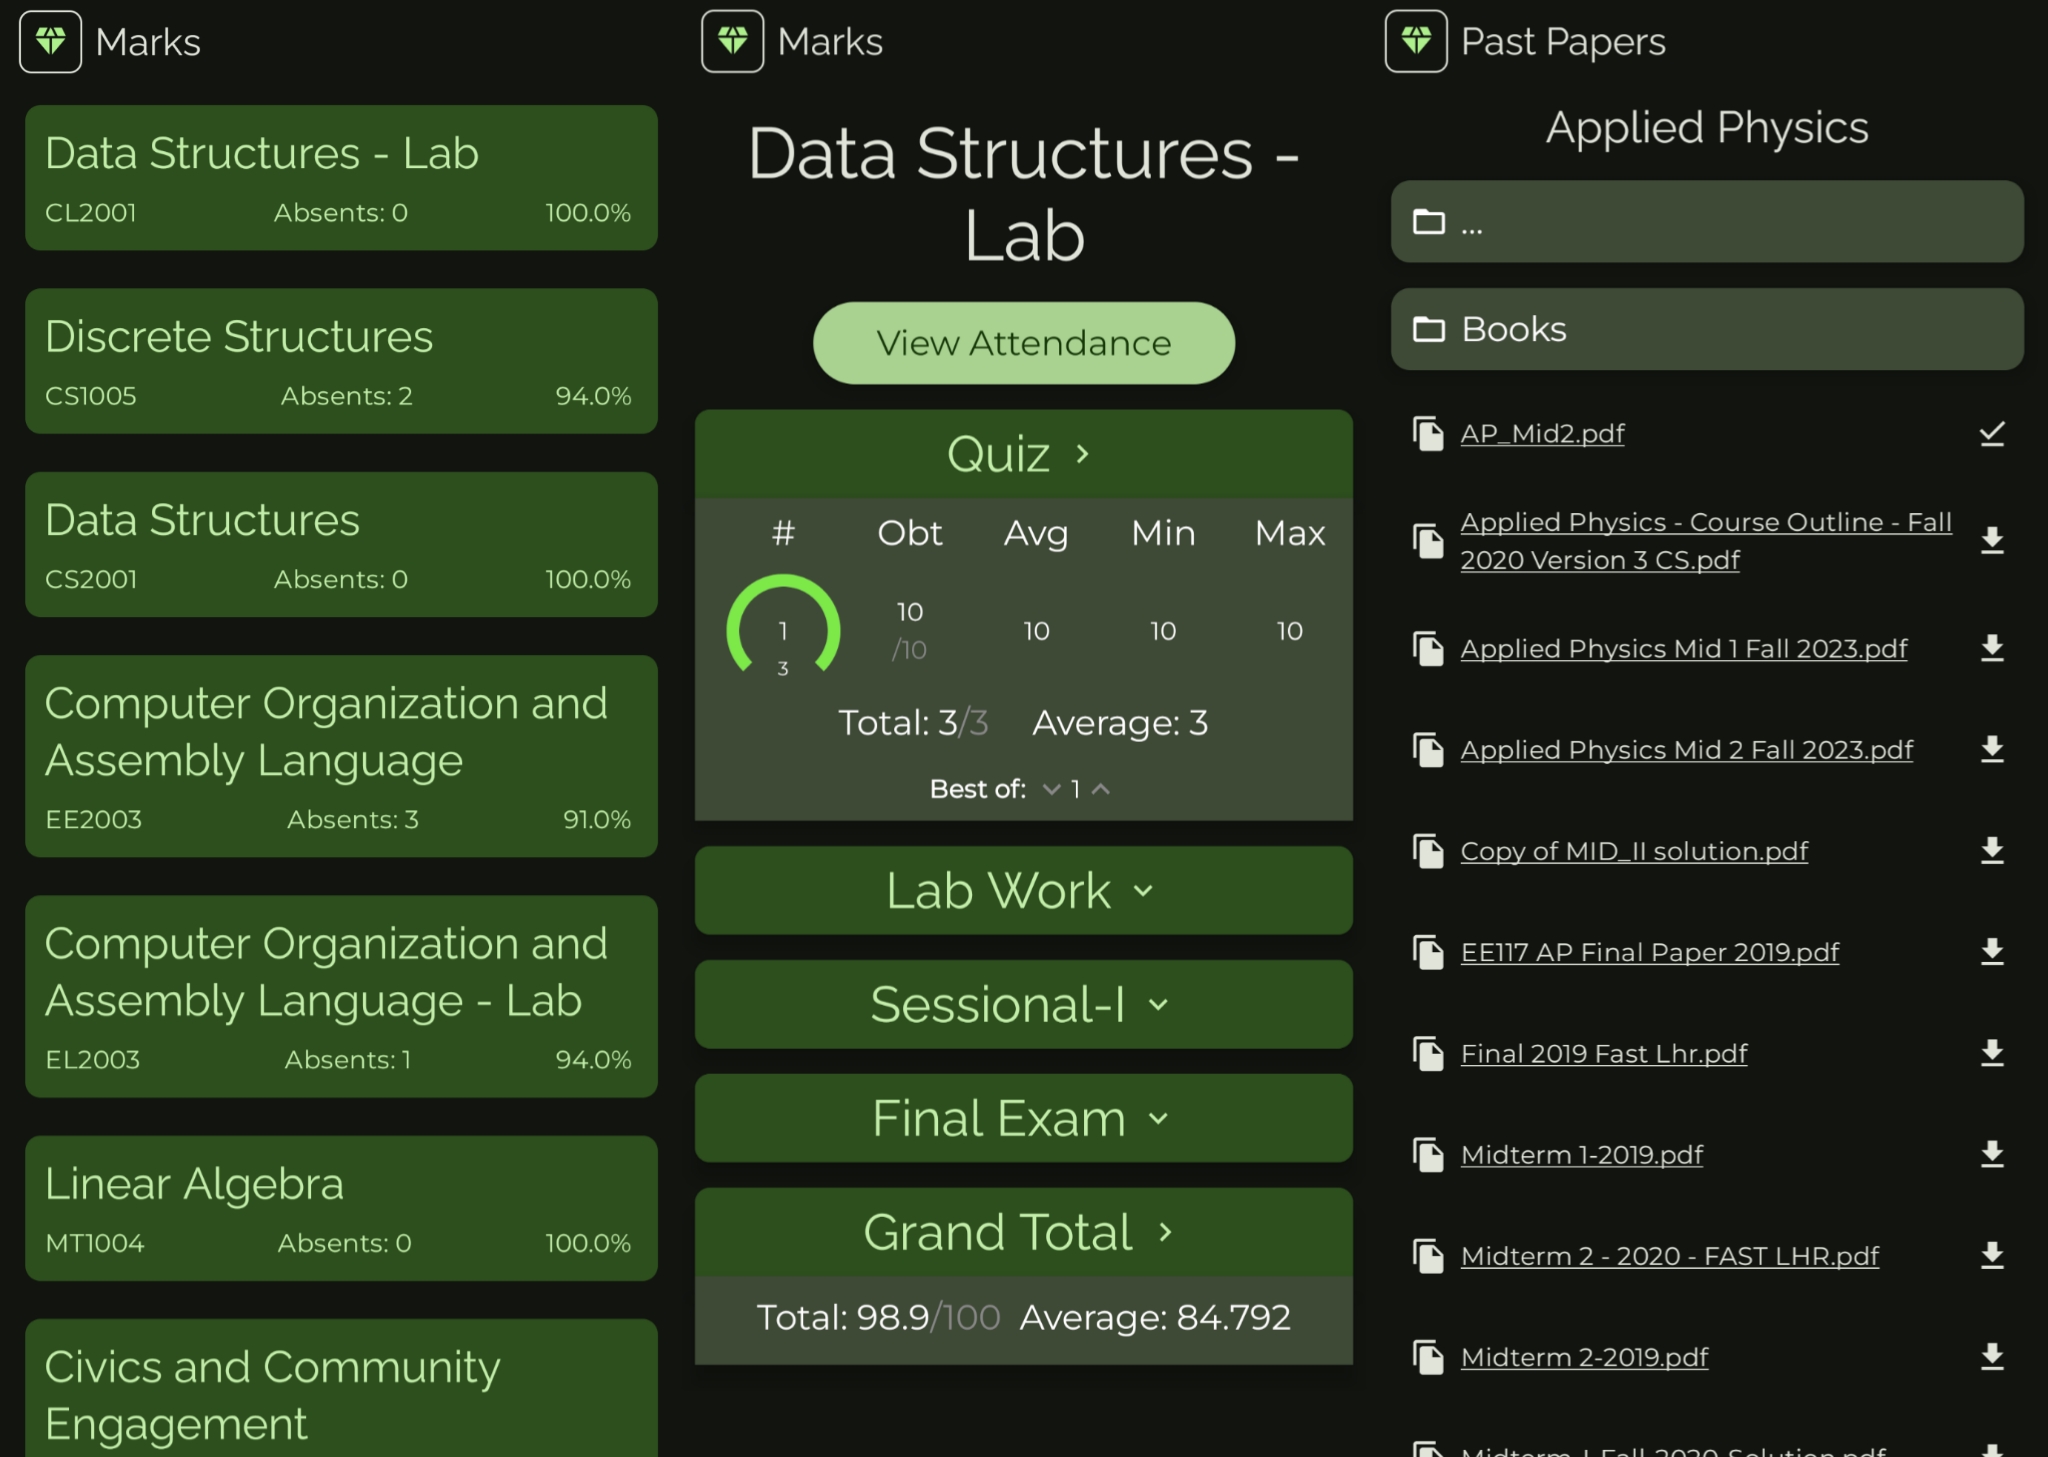 Marks
Data Structures - Lab
CL2001 Absents: 0 100.0%
Discrete Structures
CS1005 Absents: 2 94.0%
Data Structures
CS2001 Absents: 0 100.0%
Computer Organization and
Assembly Language
EE2003 Absents: 3 91.0%
Computer Organization and
Assembly Language - Lab
EL2003 Absents: 1 94.0%
Linear Algebra
MT1004 Absents: 0 100.0%
Civics and Community
Engagement
Marks
Data Structures -
Lab
View Attendance
Quiz
# Obt Avg Min Max
1 10 10 10 10
3 /10
Total: 3/3 Average: 3
Best of: 1
Lab Work
Sessional-I
Final Exam
Grand Total
Total: 98.9/100 Average: 84.792
Past Papers
Applied Physics
...
Books
AP_Mid2.pdf
Applied Physics - Course Outline - Fall
2020 Version 3 CS.pdf
Applied Physics Mid 1 Fall 2023.pdf
Applied Physics Mid 2 Fall 2023.pdf
Copy of MID_II solution.pdf
EE117 AP Final Paper 2019.pdf
Final 2019 Fast Lhr.pdf
Midterm 1-2019.pdf
Midterm 2 - 2020 - FAST LHR.pdf
Midterm 2-2019.pdf
Fall 2020 Solution.pdf